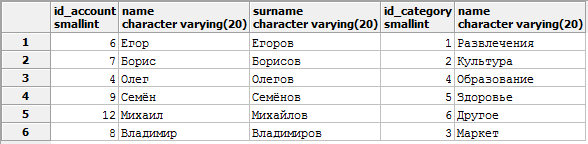 id_account name surname id_category name
smallint character varying(20) character varying(20) smallint character varying(20)
1 6 Егор Егоров 1 Развлечения
2 7 Борис Борисов 2 Культура
3 4 Олег Олегов 4 Образование
4 9 Семён Семёнов 5 Здоровье
5 12 Михаил Михайлов 6 Другое
6 8 Владимир Владимиров 3 Маркет